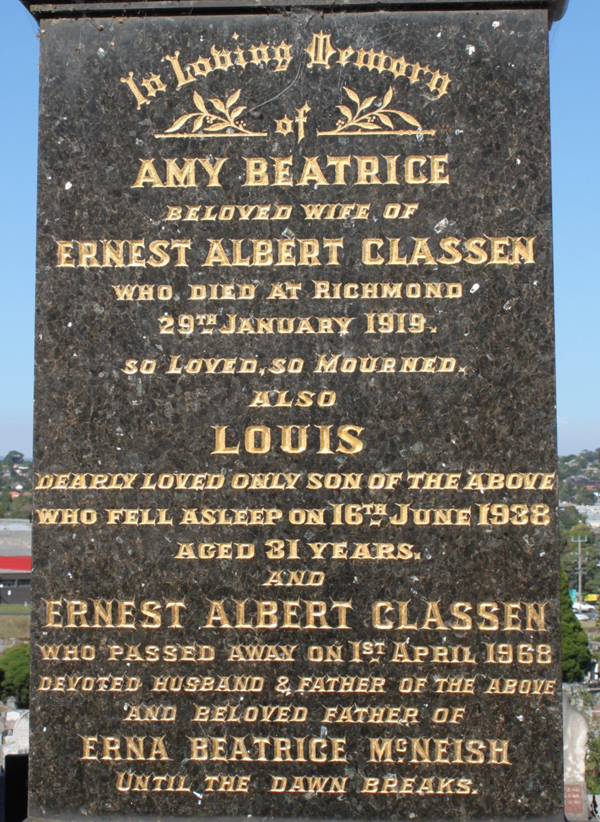 In Loving Memory
of
AMY BEATRICE
BELOVED WIFE OF
ERNEST ALBERT CLASSEN
WHO DIED AT RICHMOND
29TH JANUARY 1919.
SO LOVED, SO MOURNED.
ALSO
LOUIS
DEARLY LOVED ONLY SON OF THE ABOVE
WHO FELL ASLEEP ON 16TH JUNE 1938
AGED 31 YEARS.
AND
ERNEST ALBERT CLASSEN
WHO PASSED AWAY ON 1ST APRIL 1968
DEVOTED HUSBAND & FATHER OF THE ABOVE
AND BELOVED FATHER OF
ERNA BEATRICE McNEISH
UNTIL THE DAWN BREAKS.